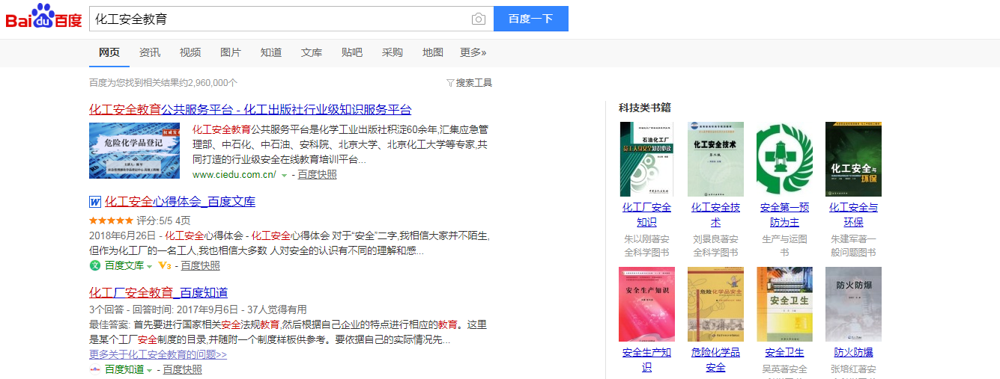 Bai du 百度
化工安全教育
百度一下
网页 资讯 视频 图片 知道 文库 贴吧 采购 地图 更多»
百度为您找到相关结果约2,960,000个
搜索工具
化工安全教育公共服务平台 - 化工出版社行业级知识服务平台
危险化学品登记
化工安全教育公共服务平台是化学工业出版社积淀60余年,汇集应急管
理部、中石化、中石油、安科院、北京大学、北京化工大学等专家,共
同打造的行业级安全在线教育培训平台...
www.ciedu.com.cn/ - 百度快照
W 化工安全心得体会_百度文库
评分:5/5 4页
2018年6月26日 - 化工安全心得体会 - 化工安全心得体会 对于“安全”二字,我相信大家并不陌生,
但作为化工厂的一名工人,我也相信大多数 人对安全的认识有不同的理解和感...
文 百度文库 V3 - 百度快照
化工厂安全教育_百度知道
3个回答 - 回答时间: 2017年9月6日 - 37人觉得有用
最佳答案: 首先要进行国家相关安全法规教育,然后根据自己企业的特点进行相应的教育。这里
是某个工厂安全制度的目录,并随附一个制度样板供参考。要依据自己的实际情况先...
更多关于化工安全教育的问题>>
百度知道 - 百度快照
科技类书籍
石油化工厂
员工人身安全知识必读
化工安全技术
化工安全与
环保
化工厂安全
知识
朱以刚著安
全科学图书
化工安全技
术
刘景良著安
全科学图书
安全第一预
防为主
生产与运图
书
化工安全与
环保
朱建军著一
般问题图书
安全生产知识
危险化学品安全
安全卫生
防火防爆
安全生产知
识
危险化学品
安全
安全卫生
吴英著安全
防火防爆
张培红著安